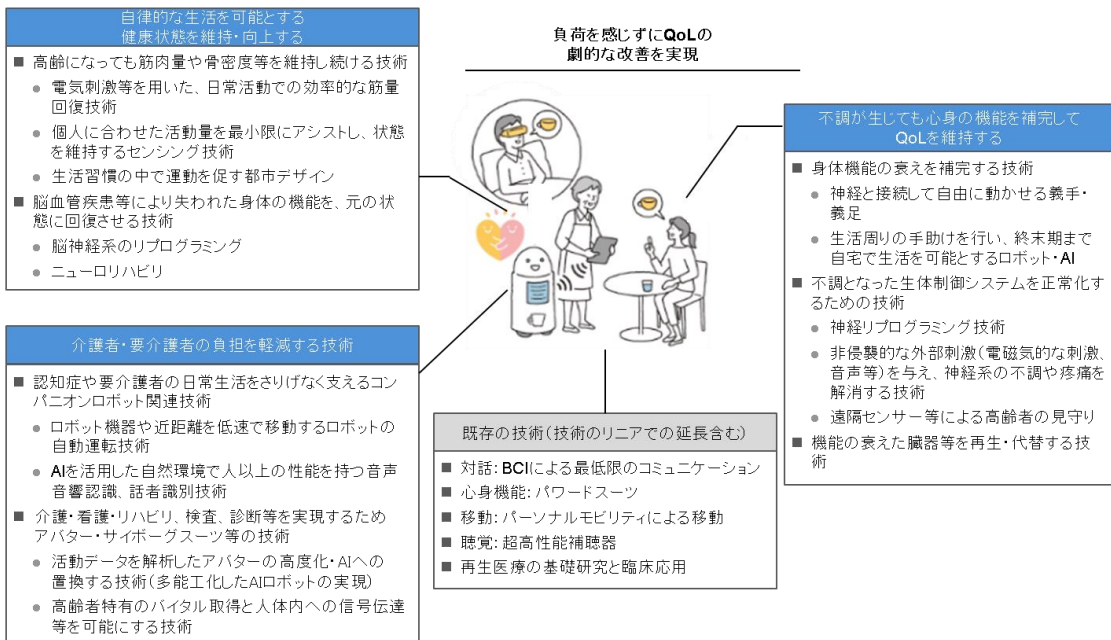 自律的な生活を可能とする
健康状態を維持・向上する
■ 高齢になっても筋肉量や骨密度等を維持し続ける技術
● 電気刺激等を用いた、日常活動での効率的な筋量
回復技術
● 個人に合わせた活動量を最小限にアシストし、状態
を維持するセンシング技術
● 生活習慣の中で運動を促す都市デザイン
■ 脳血管疾患等により失われた身体の機能を、元の状
態に回復させる技術
● 脳神経系のリプログラミング
● ニューロリハビリ
負荷を感じずにQoLの
劇的な改善を実現
不調が生じても心身の機能を補完して
QoLを維持する
■ 身体機能の衰えを補完する技術
● 神経と接続して自由に動かせる義手・
義足
● 生活周りの手助けを行い、終末期まで
自宅で生活を可能とするロボット・AI
■ 不調となった生体制御システムを正常化す
るための技術
● 神経リプログラミング技術
● 非侵襲的な外部刺激(電磁気的な刺激、
音声等)を与え、神経系の不調や疼痛を
解消する技術
● 遠隔センサー等による高齢者の見守り
■ 機能の衰えた臓器等を再生・代替する技
術
介護者・要介護者の負担を軽減する技術
■ 認知症や要介護者の日常生活をさりげなく支えるコン
パニオンロボット関連技術
● ロボット機器や近距離を低速で移動するロボットの
自動運転技術
● AIを活用した自然環境で人以上の性能を持つ音声
音響認識、話者識別技術
■ 介護・看護・リハビリ、検査、診断等を実現するため
アバター・サイボーグスーツ等の技術
● 活動データを解析したアバターの高度化・AIへの
置換する技術(多能工化したAIロボットの実現)
● 高齢者特有のバイタル取得と人体内への信号伝達
等を可能にする技術
既存の技術(技術のリニアでの延長含む)
■ 対話: BCIによる最低限のコミュニケーション
■ 心身機能: パワードスーツ
■ 移動: パーソナルモビリティによる移動
■ 聴覚: 超高性能補聴器
■ 再生医療の基礎研究と臨床応用